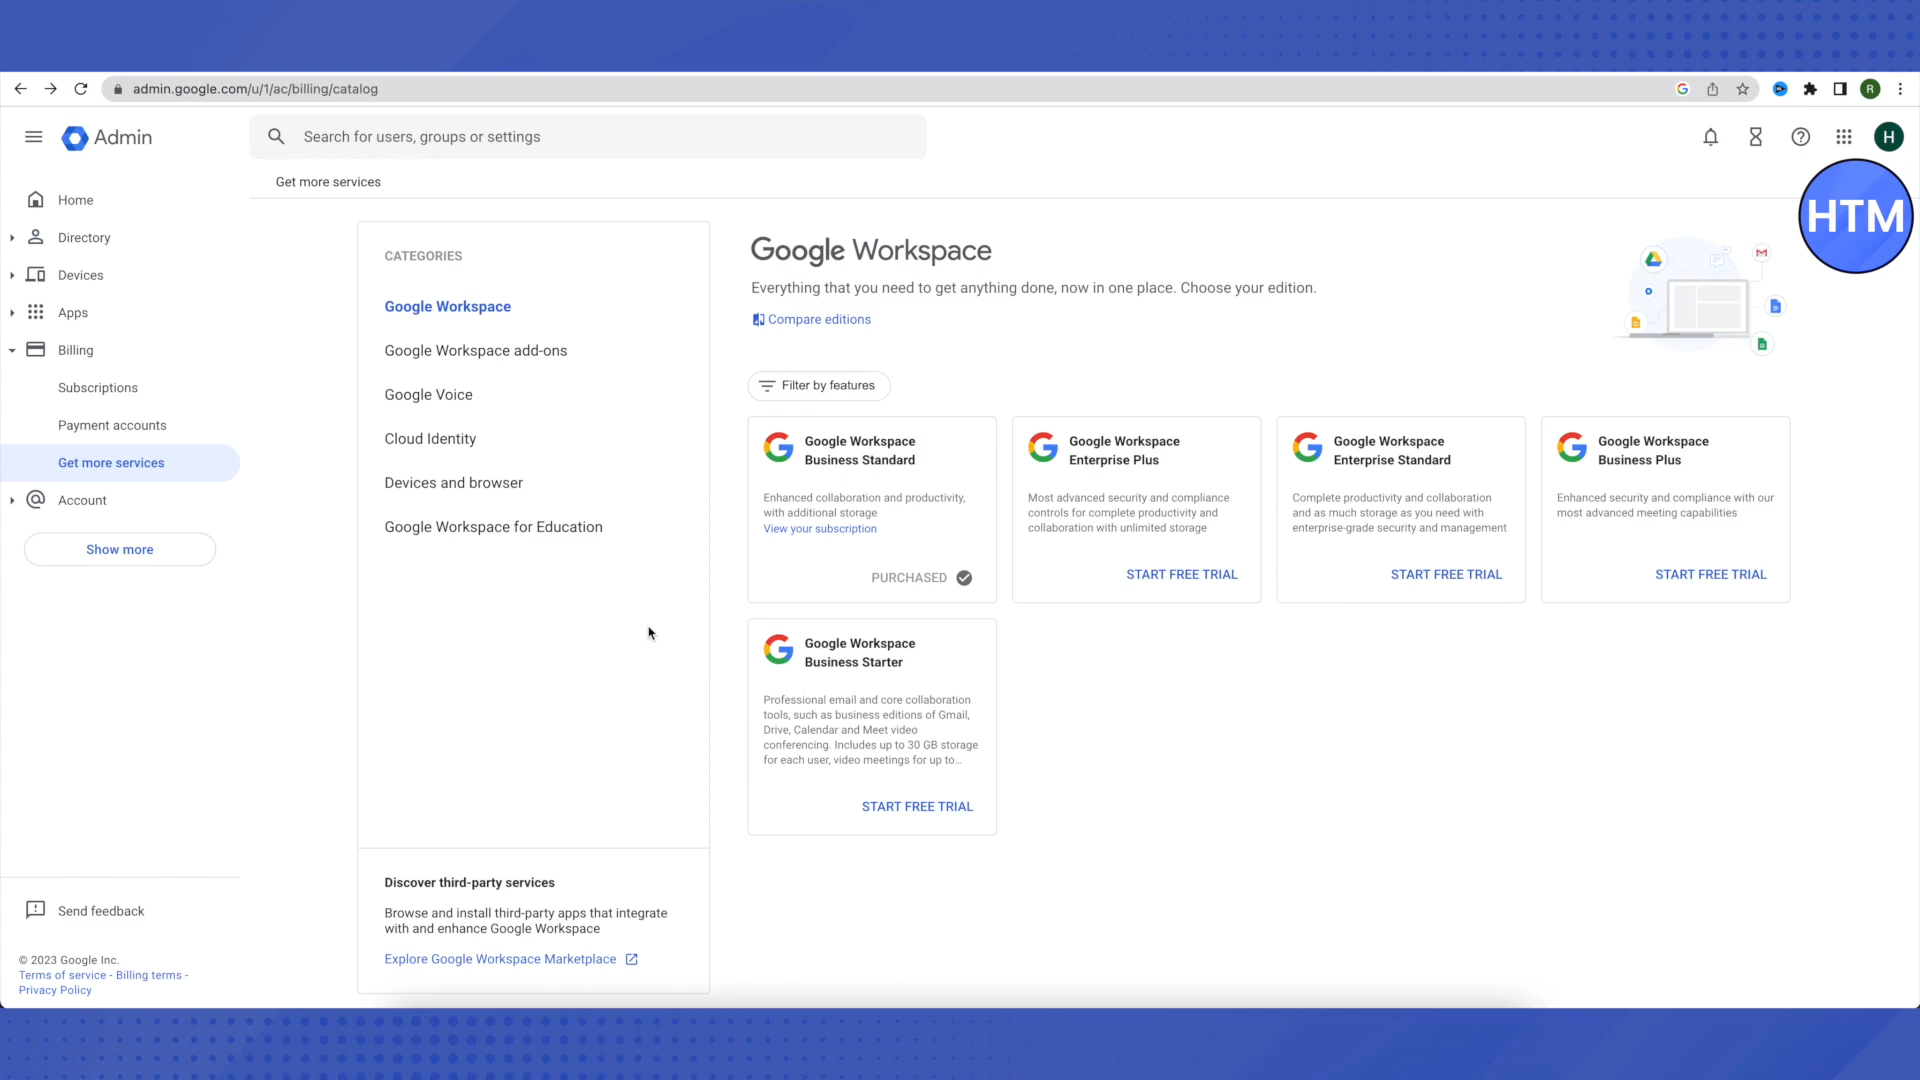 admin.google.com/u/1/ac/billing/catalog
R
Admin
Search for users, groups or settings
H
HTM
Get more services
Home
Directory
Devices
Apps
Billing
Subscriptions
Payment accounts
Get more services
Account
Show more
Send feedback
© 2023 Google Inc.
Terms of service - Billing terms -
Privacy Policy
CATEGORIES
Google Workspace
Google Workspace add-ons
Google Voice
Cloud Identity
Devices and browser
Google Workspace for Education
Discover third-party services
Browse and install third-party apps that integrate
with and enhance Google Workspace
Explore Google Workspace Marketplace
Google Workspace
Everything that you need to get anything done, now in one place. Choose your edition.
Compare editions
Filter by features
Google Workspace
Business Standard
Enhanced collaboration and productivity,
with additional storage
View your subscription
PURCHASED
Google Workspace
Enterprise Plus
Most advanced security and compliance
controls for complete productivity and
collaboration with unlimited storage
START FREE TRIAL
Google Workspace
Enterprise Standard
Complete productivity and collaboration
and as much storage as you need with
enterprise-grade security and management
START FREE TRIAL
Google Workspace
Business Plus
Enhanced security and compliance with our
most advanced meeting capabilities
START FREE TRIAL
Google Workspace
Business Starter
Professional email and core collaboration
tools, such as business editions of Gmail,
Drive, Calendar and Meet video
conferencing. Includes up to 30 GB storage
for each user, video meetings for up to...
START FREE TRIAL